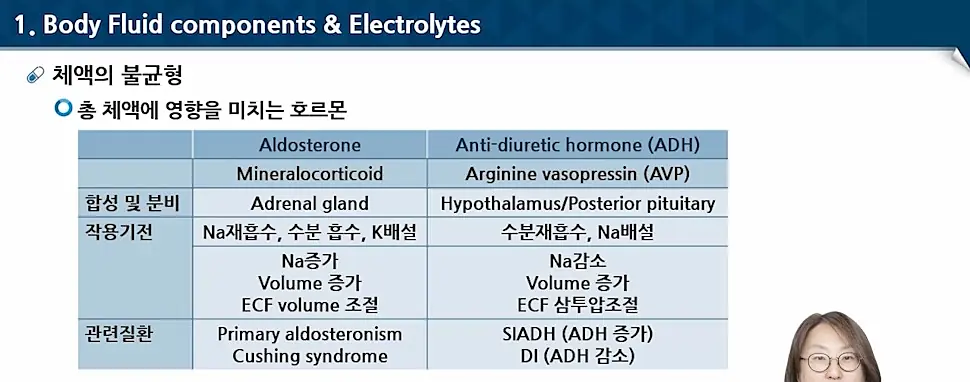 1. Body Fluid components & Electrolytes
체액의 불균형
총 체액에 영향을 미치는 호르몬
Aldosterone Anti-diuretic hormone (ADH)
Mineralocorticoid Arginine vasopressin (AVP)
합성 및 분비 Adrenal gland Hypothalamus/Posterior pituitary
작용기전 Na재흡수, 수분 흡수, K배설 수분재흡수, Na배설
Na증가 Na감소
Volume 증가 Volume 증가
ECF volume 조절 ECF 삼투압조절
관련질환 Primary aldosteronism SIADH (ADH 증가)
Cushing syndrome DI (ADH 감소)